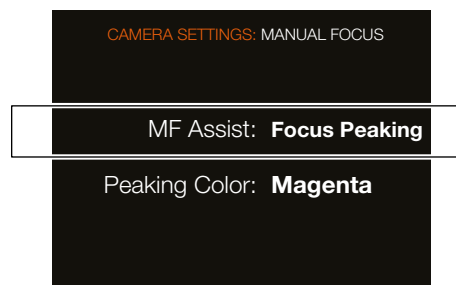 CAMERA SETTINGS: MANUAL FOCUS
MF Assist: Focus Peaking
Peaking Color: Magenta